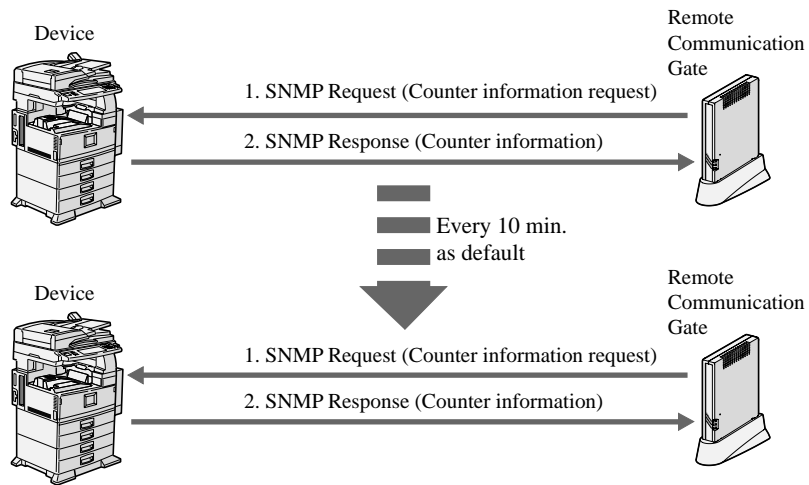 Device
Remote
Communication
Gate
1. SNMP Request (Counter information request)
2. SNMP Response (Counter information)
Every 10 min.
as default
Device
Remote
Communication
Gate
1. SNMP Request (Counter information request)
2. SNMP Response (Counter information)